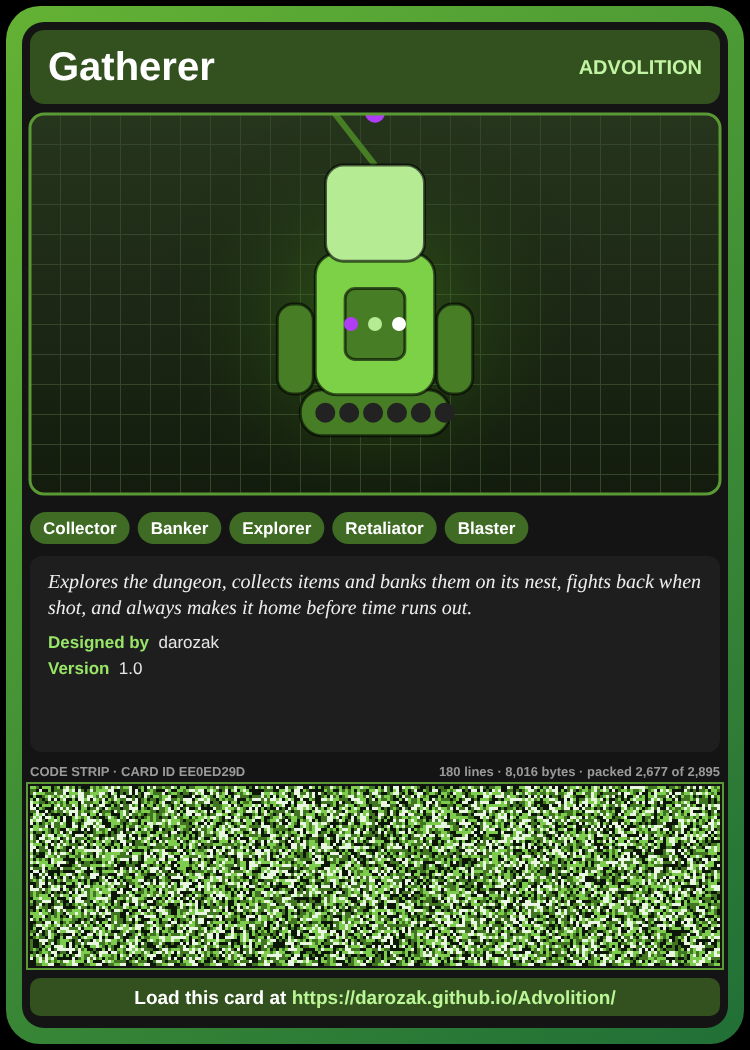 Gatherer
ADVOLITION
Collector Banker Explorer Retaliator Blaster
Explores the dungeon, collects items and banks them on its nest, fights back when
shot, and always makes it home before time runs out.
Designed by darozak
Version 1.0
CODE STRIP · CARD ID EE0ED29D
180 lines · 8,016 bytes · packed 2,677 of 2,895
Load this card at https://darozak.github.io/Advolition/